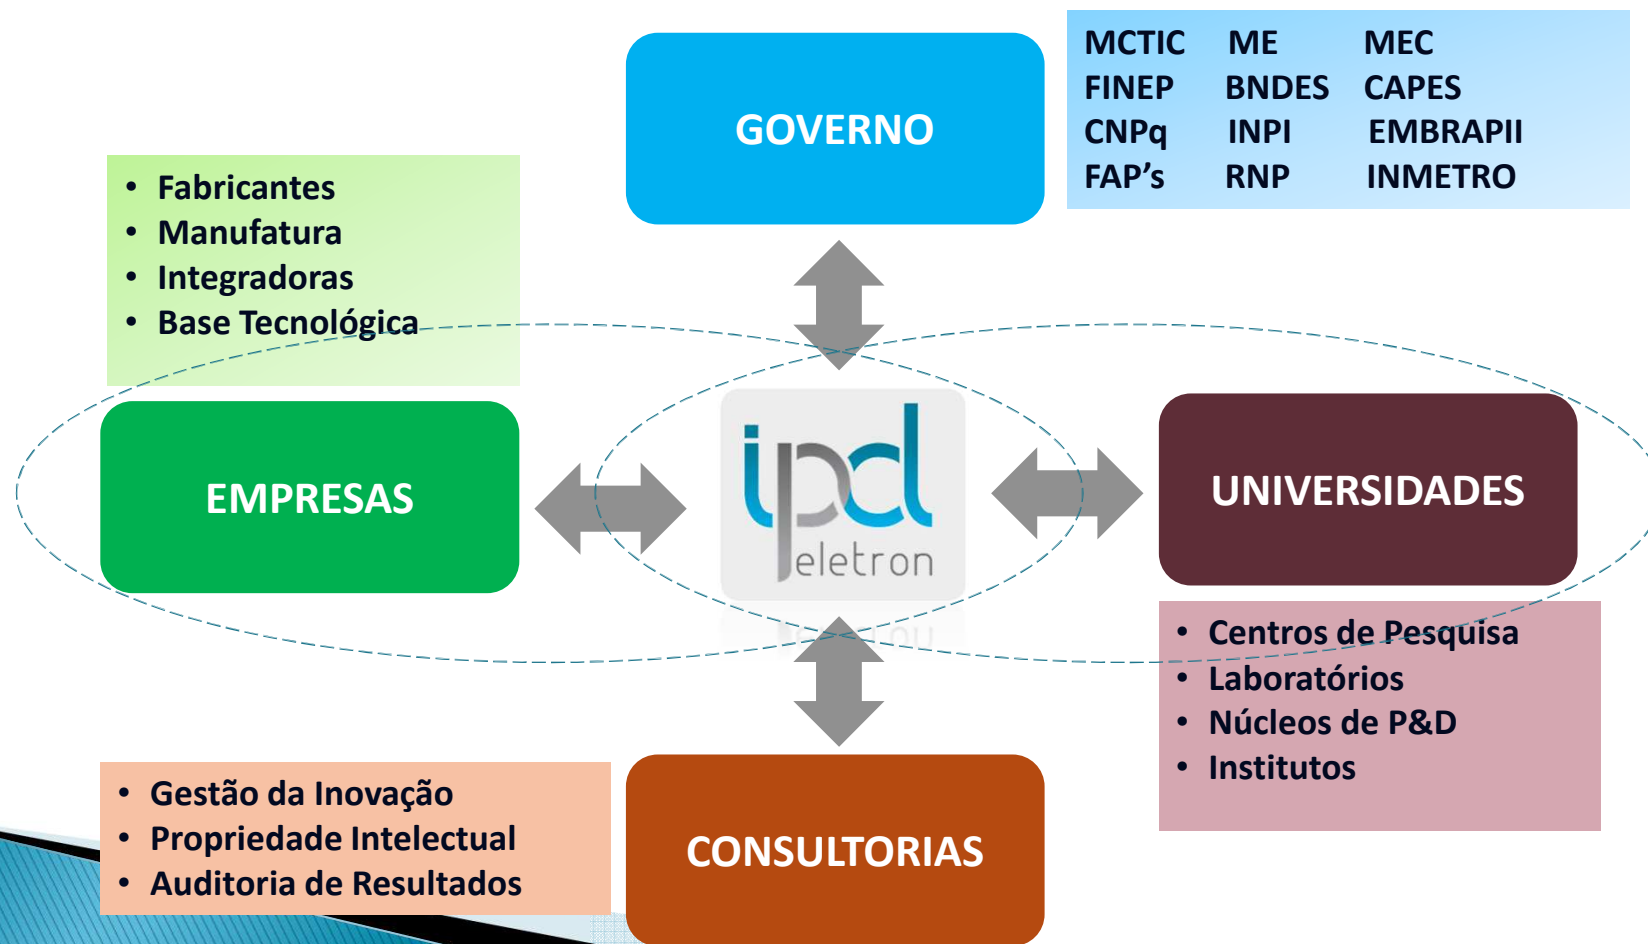 GOVERNO
MCTIC ME MEC
FINEP BNDES CAPES
CNPq INPI EMBRAPII
FAP’s RNP INMETRO
• Fabricantes
• Manufatura
• Integradoras
• Base Tecnológica
EMPRESAS
ipd
eletron
UNIVERSIDADES
• Centros de Pesquisa
• Laboratórios
• Núcleos de P&D
• Institutos
• Gestão da Inovação
• Propriedade Intelectual
• Auditoria de Resultados
CONSULTORIAS